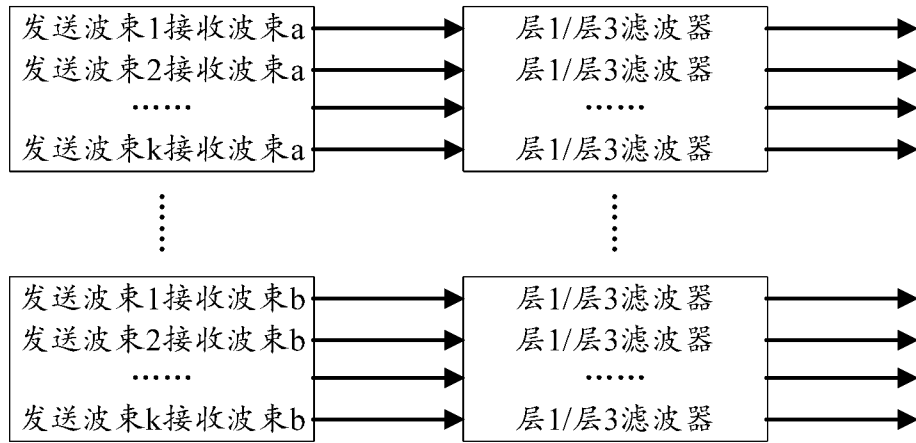 发送波束1接收波束a 层1/层3滤波器
发送波束2接收波束a 层1/层3滤波器
…… ……
发送波束k接收波束a 层1/层3滤波器
…… ……
发送波束1接收波束b 层1/层3滤波器
发送波束2接收波束b 层1/层3滤波器
…… ……
发送波束k接收波束b 层1/层3滤波器